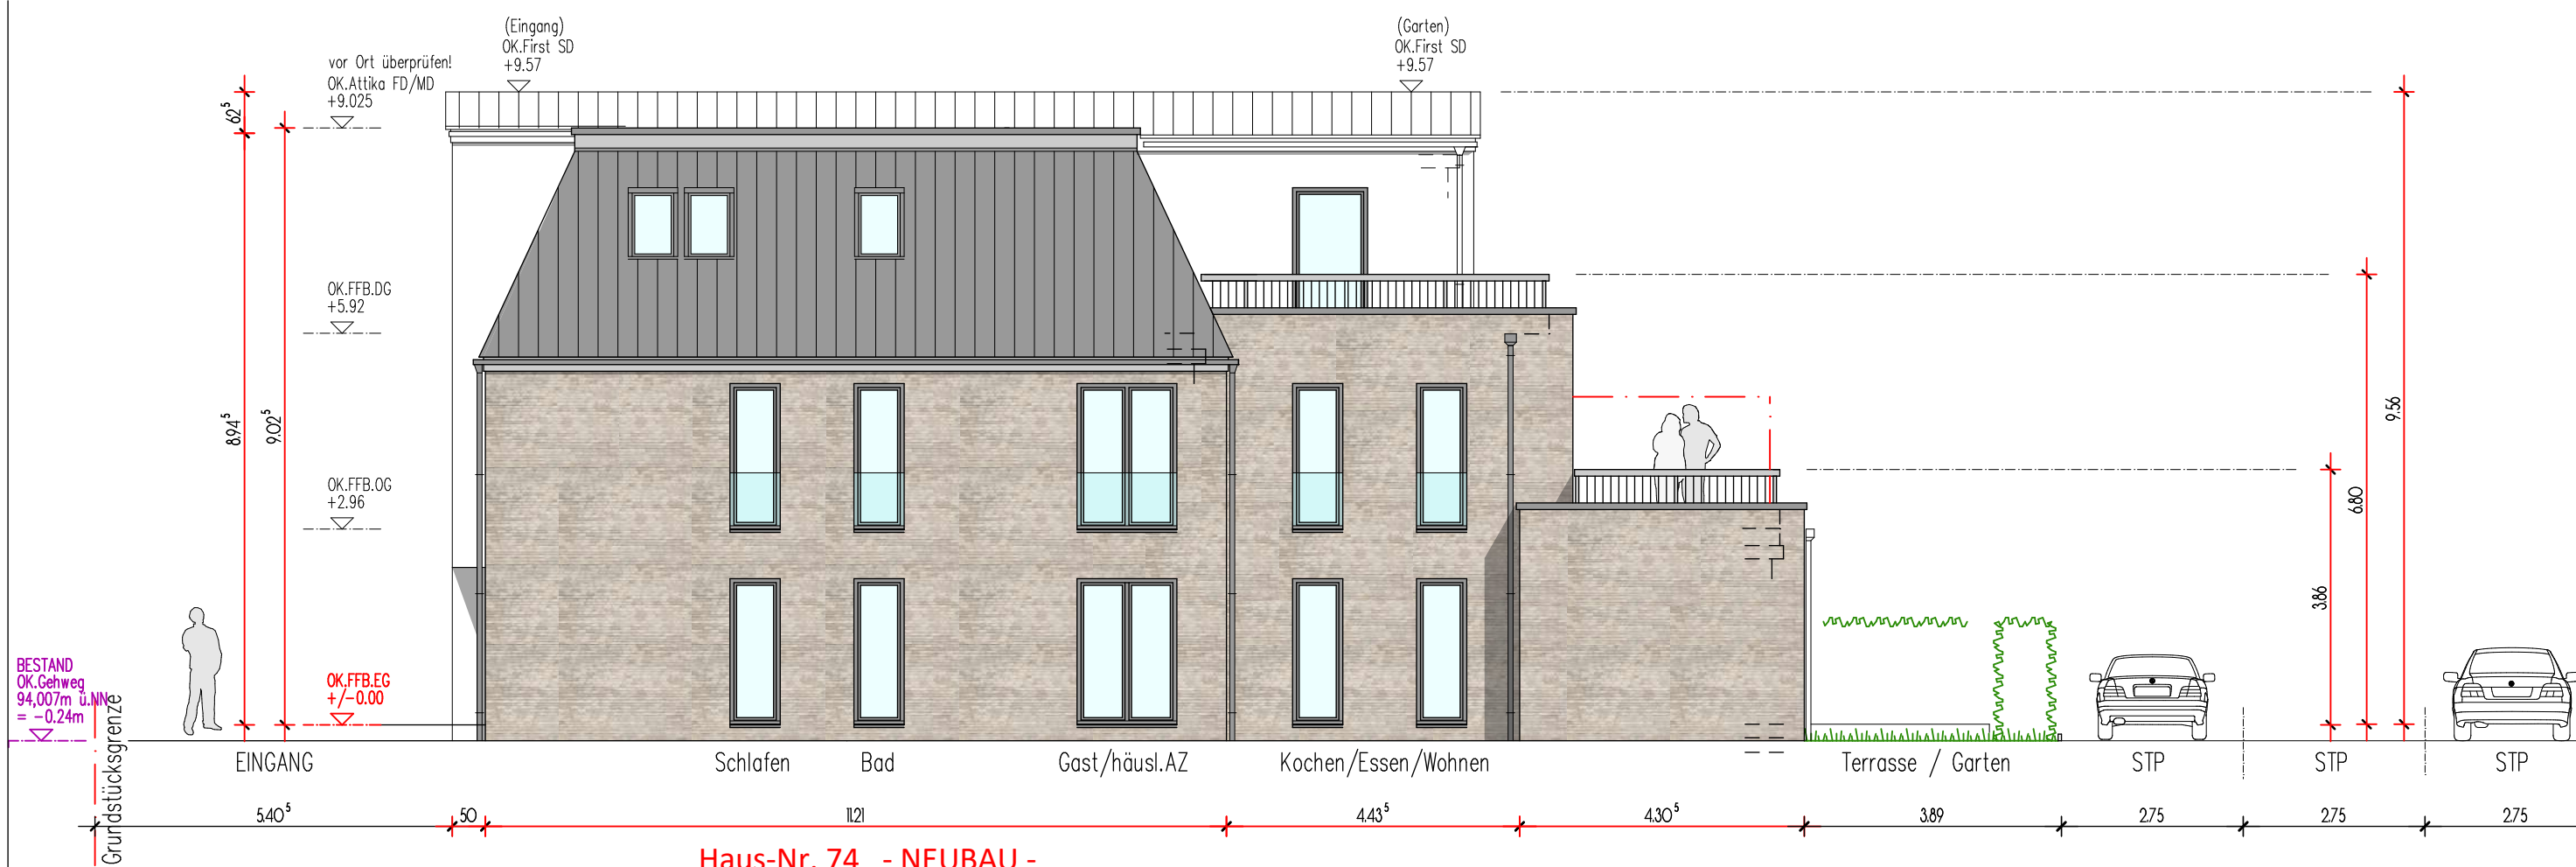 (Eingang)
OK.First SD
+9.57
(Garten)
OK.First SD
+9.57
vor Ort überprüfen!
OK.Attika FD/MD
+9.025
62⁵
8.94⁵
9.02⁵
OK.FFB.DG
+5.92
OK.FFB.OG
+2.96
OK.FFB.EG
+/-0.00
BESTAND
OK.Gehweg
94,007m ü.NN
= -0.24m
Grundstücksgrenze
9.56
6.80
3.86
EINGANG
Schlafen
Bad
Gast/häusl.AZ
Kochen/Essen/Wohnen
Terrasse / Garten
STP
STP
STP
5.40⁵
50
11.21
4.43⁵
4.30⁵
3.89
2.75
2.75
2.75
Haus-Nr. 74 - NEUBAU -